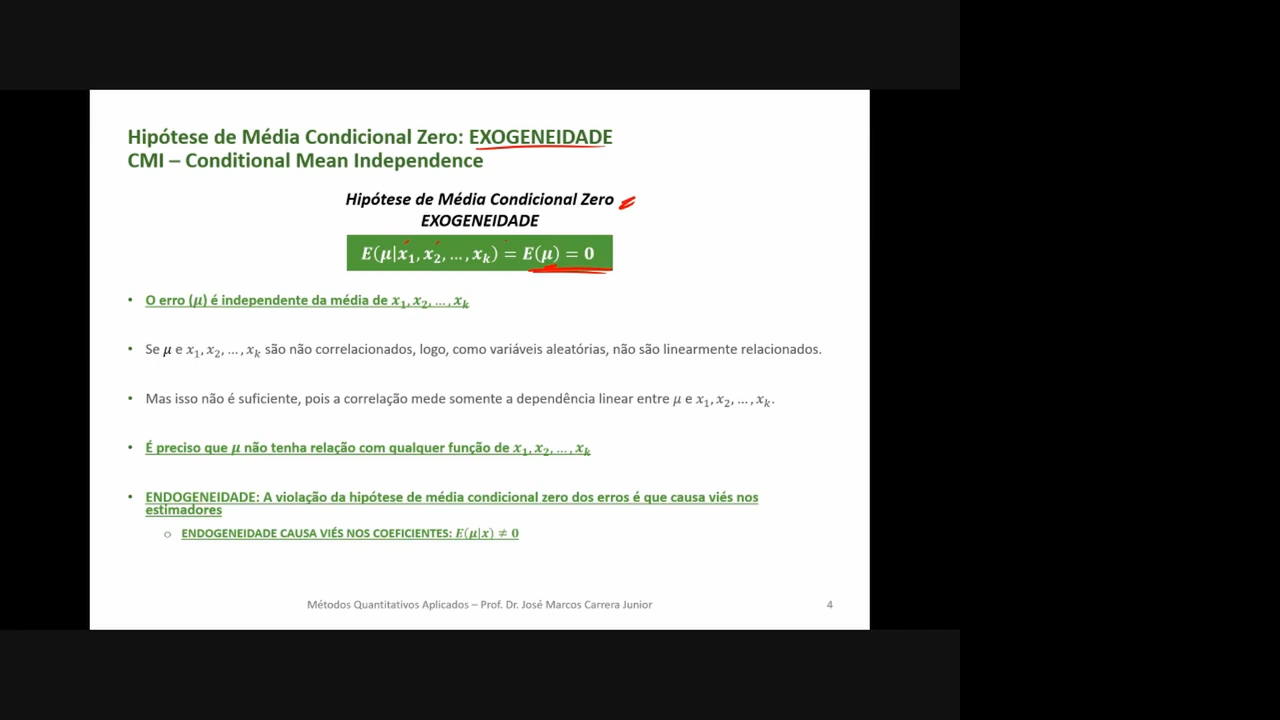 Hipótese de Média Condicional Zero: EXOGENEIDADE
CMI – Conditional Mean Independence
Hipótese de Média Condicional Zero
EXOGENEIDADE
E(μ|x₁, x₂, … , xₖ) = E(μ) = 0
• O erro (μ) é independente da média de x₁, x₂, … , xₖ
• Se μ e x₁, x₂, … , xₖ são não correlacionados, logo, como variáveis aleatórias, não são linearmente relacionados.
• Mas isso não é suficiente, pois a correlação mede somente a dependência linear entre μ e x₁, x₂, … , xₖ.
• É preciso que μ não tenha relação com qualquer função de x₁, x₂, … , xₖ
• ENDOGENEIDADE: A violação da hipótese de média condicional zero dos erros é que causa viés nos
estimadores
o ENDOGENEIDADE CAUSA VIÉS NOS COEFICIENTES: E(μ|x) ≠ 0
Métodos Quantitativos Aplicados – Prof. Dr. José Marcos Carrera Junior
4